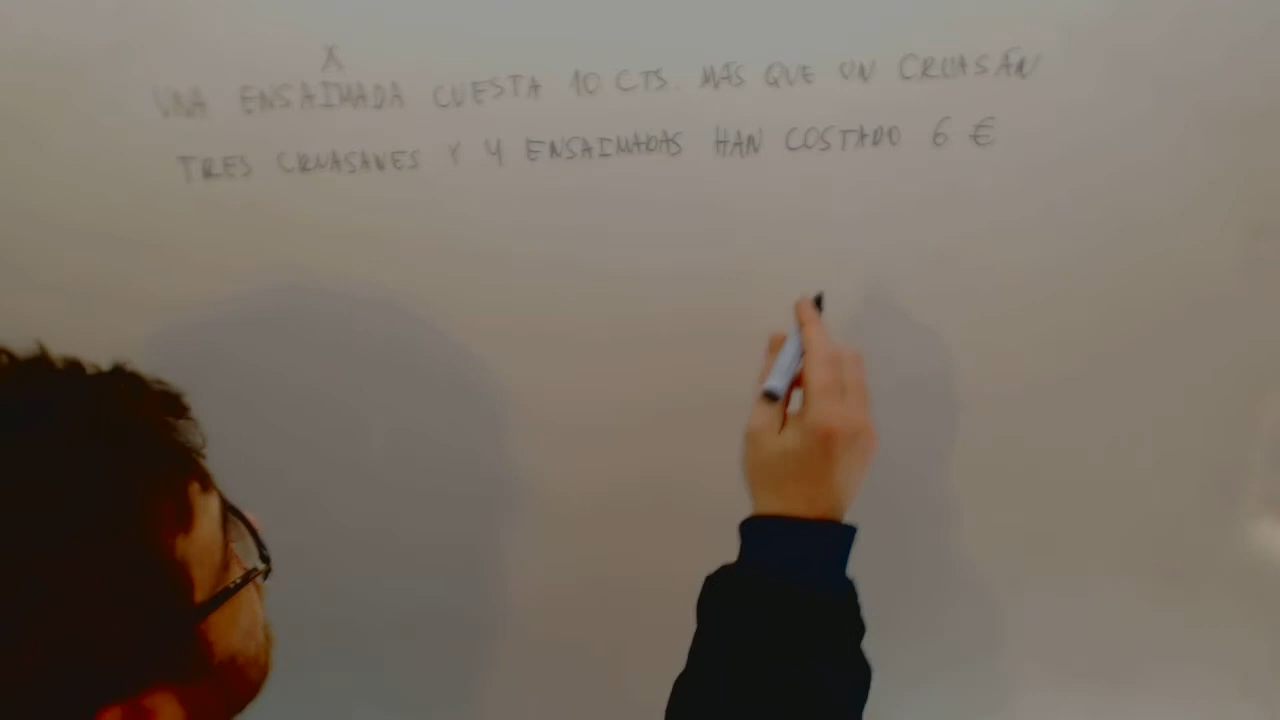 X
UNA ENSAIMADA CUESTA 10 CTS. MÁS QUE UN CRUASÁN
TRES CRUASANES Y 4 ENSAIMADAS HAN COSTADO 6 €